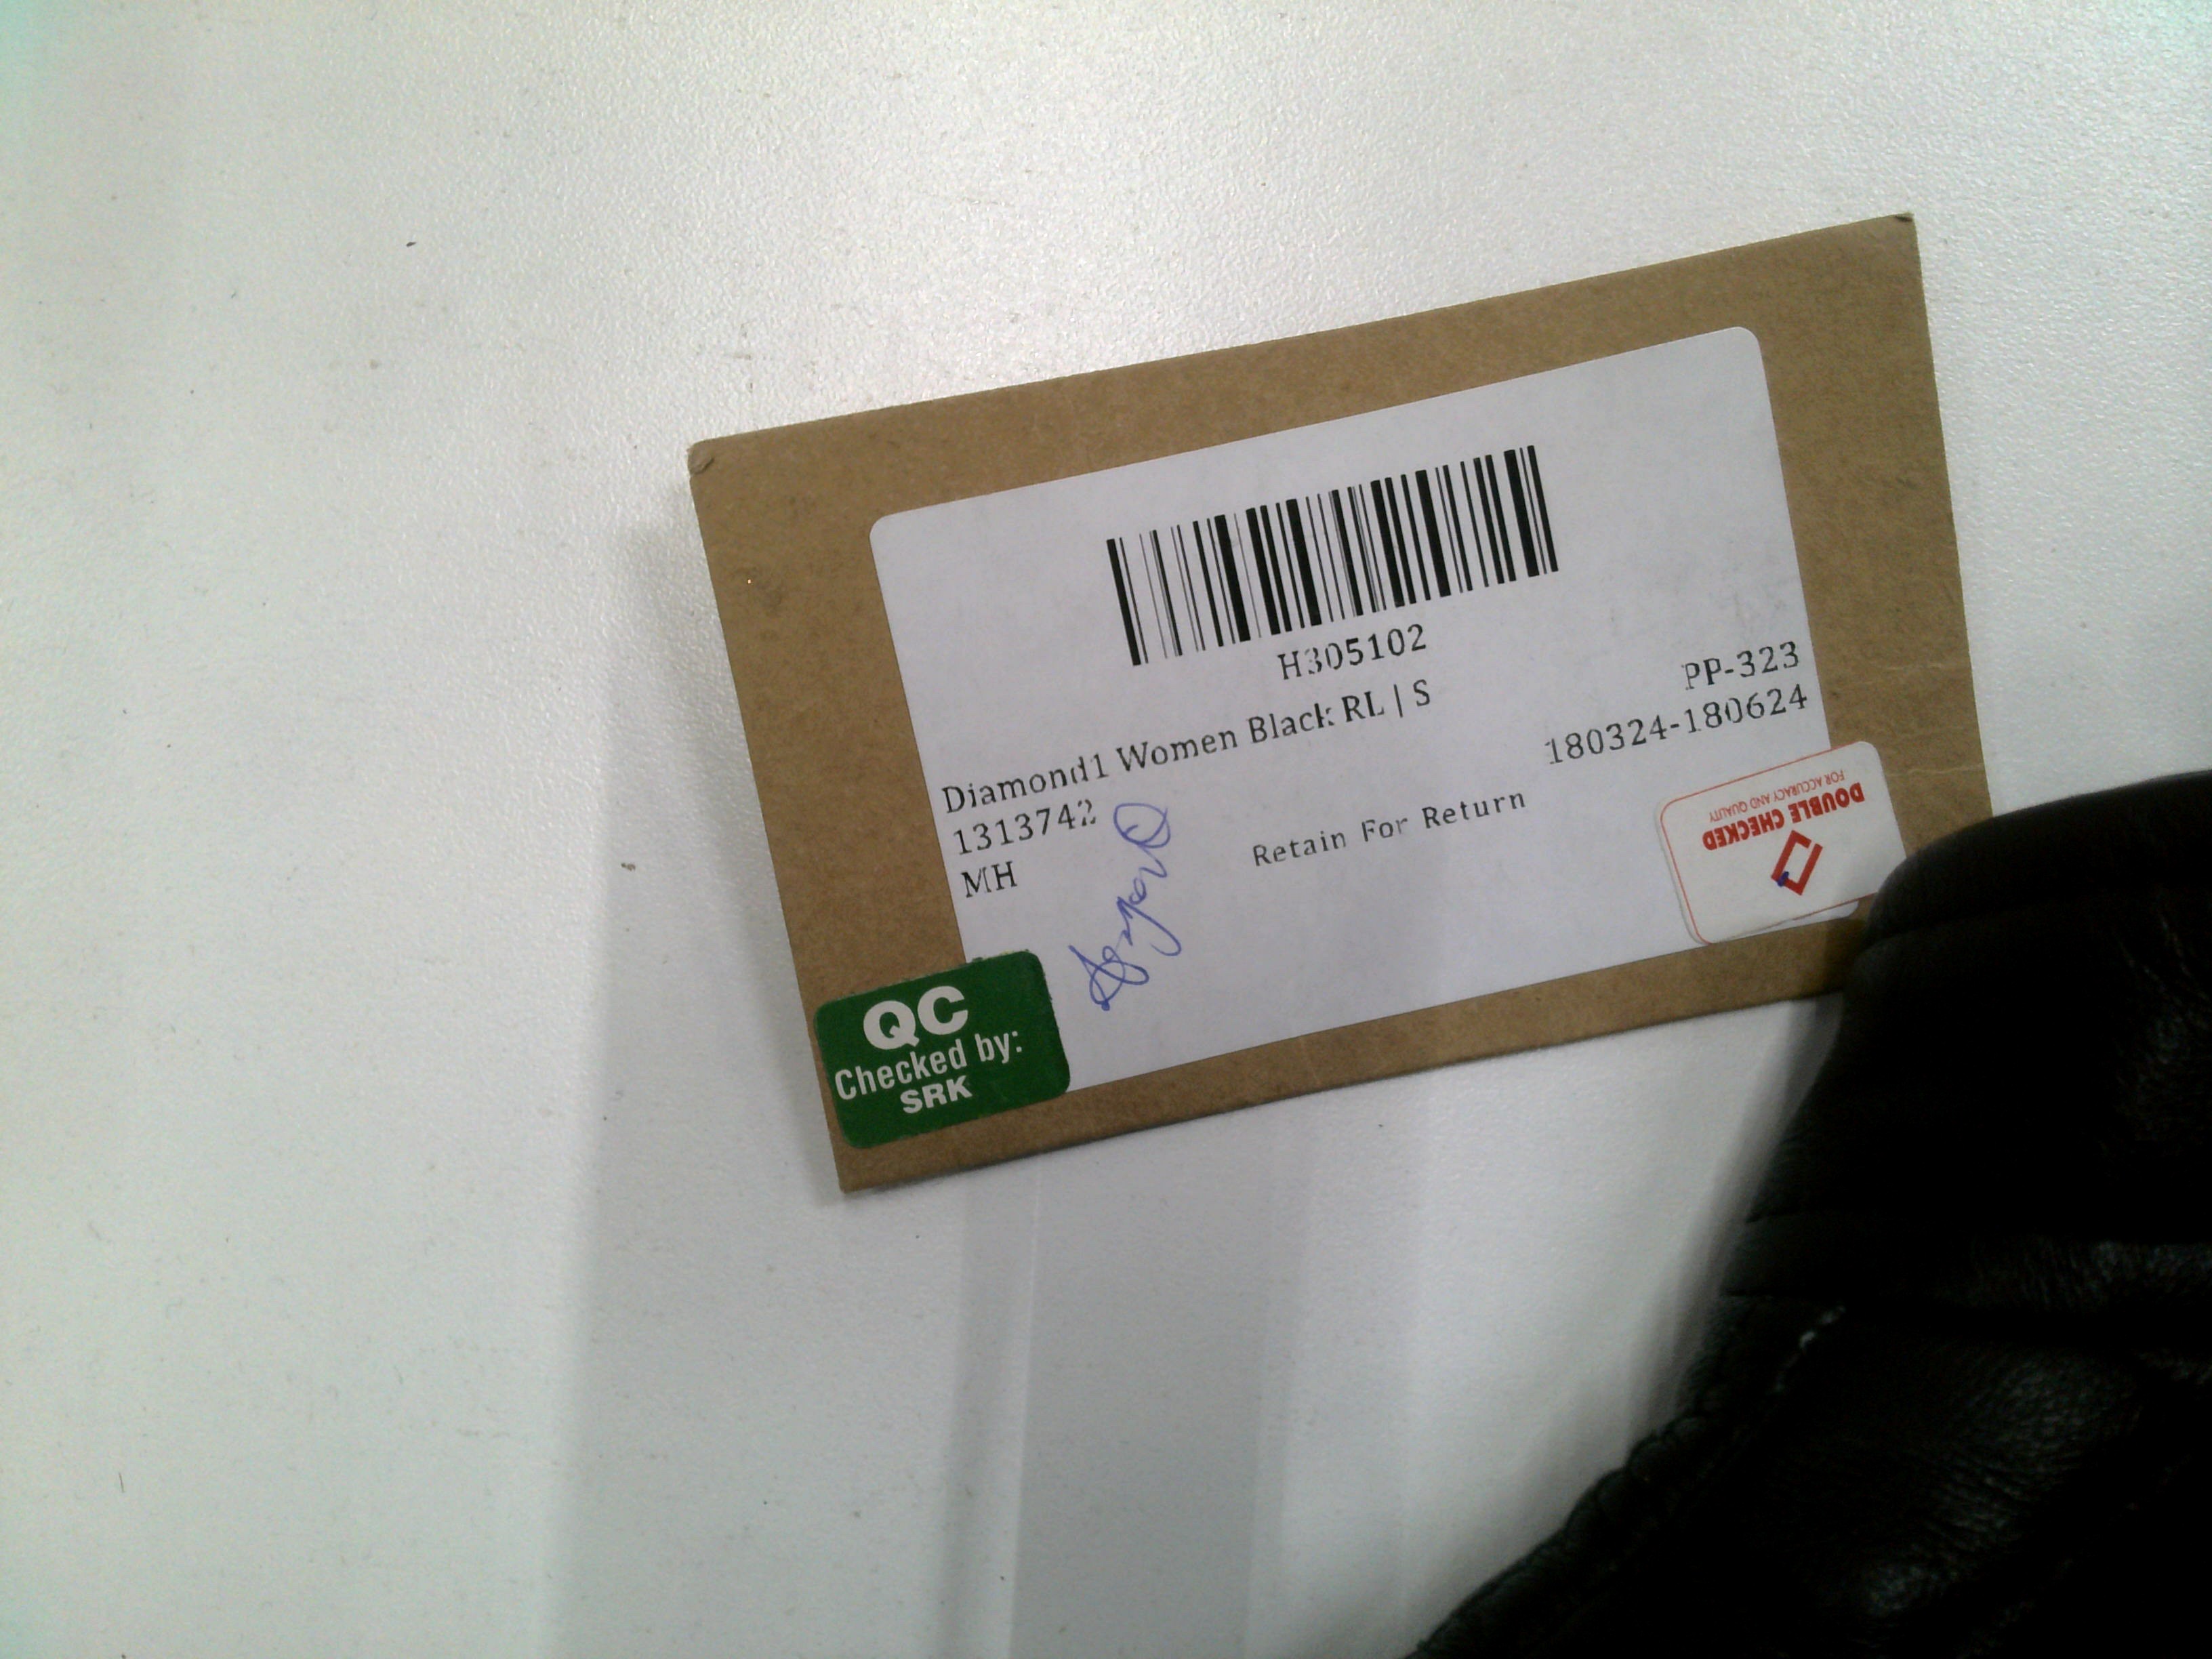 H305102
Diamond1 Women Black RL | S
PP-323
1313742
180324-180624
MH
Retain For Return
DOUBLE CHECKED
FOR ACCURACY AND QUALITY
QC
Checked by:
SRK